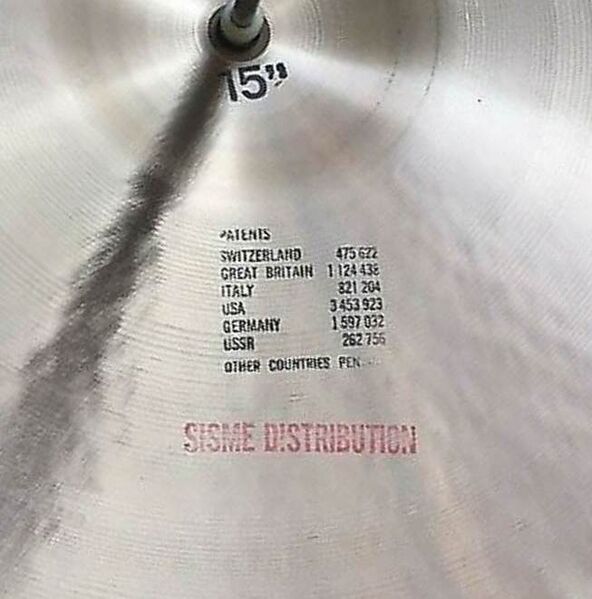 15”
PATENTS
SWITZERLAND 475 622
GREAT BRITAIN 1 124 438
ITALY 821 204
USA 3 453 923
GERMANY 1 597 032
USSR 262 756
OTHER COUNTRIES
SISME DISTRIBUTION